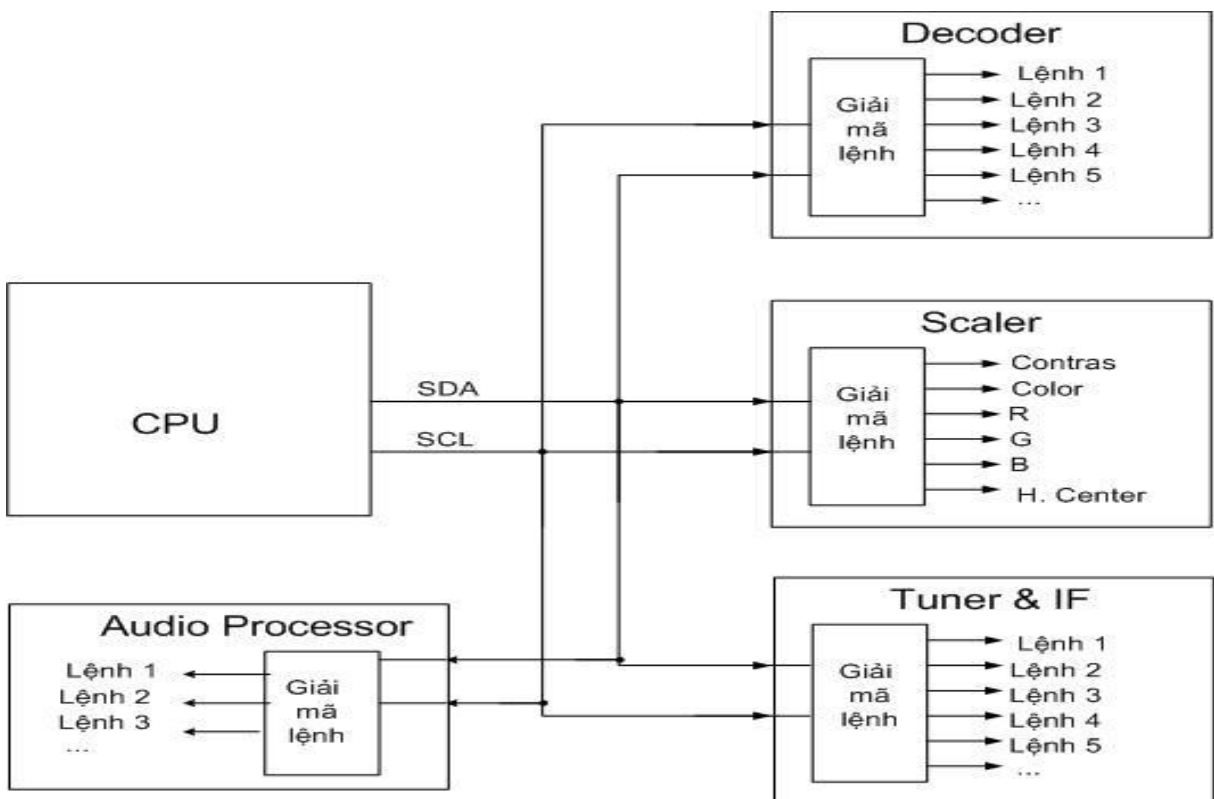 Decoder
Giải
mã
lệnh
Lệnh 1
Lệnh 2
Lệnh 3
Lệnh 4
Lệnh 5
...
CPU
SDA
SCL
Scaler
Giải
mã
lệnh
Contras
Color
R
G
B
H. Center
Audio Processor
Lệnh 1
Lệnh 2
Lệnh 3
...
Giải
mã
lệnh
Tuner & IF
Giải
mã
lệnh
Lệnh 1
Lệnh 2
Lệnh 3
Lệnh 4
Lệnh 5
...